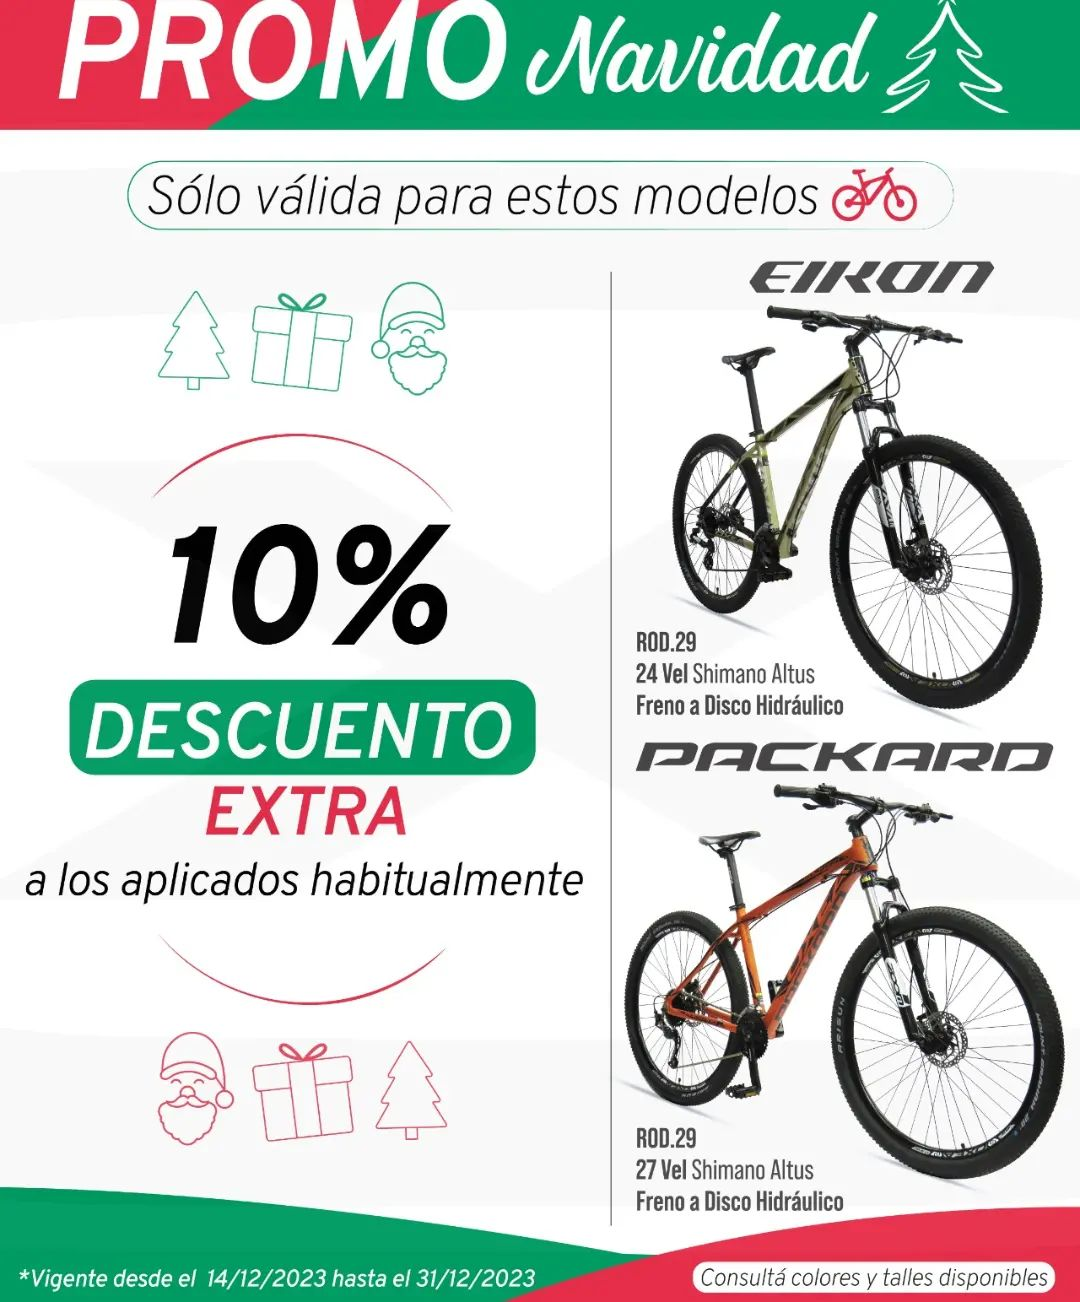 PROMO Navidad
Sólo válida para estos modelos
10%
DESCUENTO
EXTRA
a los aplicados habitualmente
EIKON
ROD.29
24 Vel Shimano Altus
Freno a Disco Hidráulico
PACKARD
ARISUN
ROD.29
27 Vel Shimano Altus
Freno a Disco Hidráulico
*Vigente desde el 14/12/2023 hasta el 31/12/2023
Consultá colores y talles disponibles